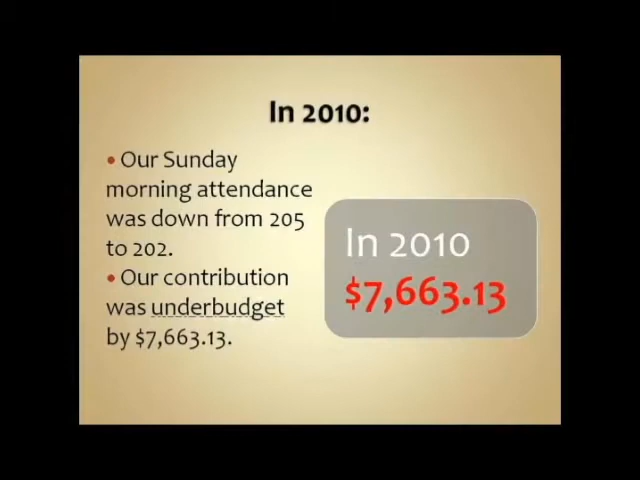 In 2010:
• Our Sunday
morning attendance
was down from 205
to 202.
• Our contribution
was underbudget
by $7,663.13.
In 2010
$7,663.13